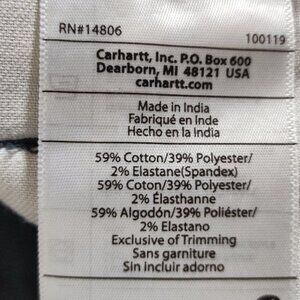 RN#14806
100119
Carhartt, Inc. P.O. Box 600
Dearborn, MI 48121 USA
carhartt.com
Made in India
Fabriqué en Inde
Hecho en la India
59% Cotton/39% Polyester/
2% Elastane(Spandex)
59% Coton/39% Polyester/
2% Élasthanne
59% Algodón/39% Poliéster/
2% Elastano
Exclusive of Trimming
Sans garniture
Sin incluir adorno